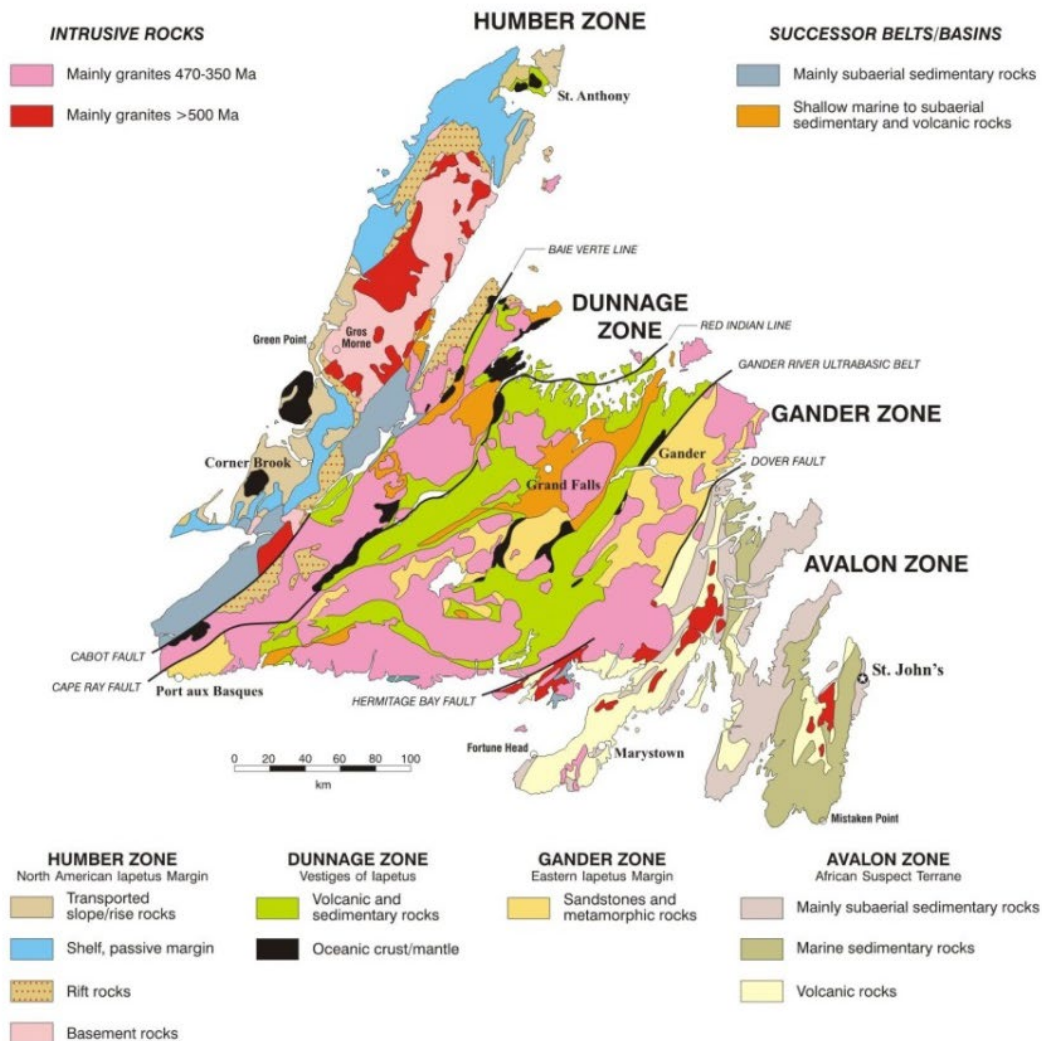 HUMBER ZONE
INTRUSIVE ROCKS
Mainly granites 470-350 Ma
Mainly granites >500 Ma
SUCCESSOR BELTS/BASINS
Mainly subaerial sedimentary rocks
Shallow marine to subaerial
sedimentary and volcanic rocks
St. Anthony
BAIE VERTE LINE
DUNNAGE
ZONE
RED INDIAN LINE
Green Point
Gros
Morne
GANDER RIVER ULTRABASIC BELT
GANDER ZONE
Corner Brook
Gander
DOVER FAULT
Grand Falls
AVALON ZONE
CABOT FAULT
St. John's
CAPE RAY FAULT
Port aux Basques
HERMITAGE BAY FAULT
Fortune Head
Marystown
0 20 40 60 80 100
km
Mistaken Point
HUMBER ZONE
North American Iapetus Margin
Transported
slope/rise rocks
Shelf, passive margin
Rift rocks
Basement rocks
DUNNAGE ZONE
Vestiges of Iapetus
Volcanic and
sedimentary rocks
Oceanic crust/mantle
GANDER ZONE
Eastern Iapetus Margin
Sandstones and
metamorphic rocks
AVALON ZONE
African Suspect Terrane
Mainly subaerial sedimentary rocks
Marine sedimentary rocks
Volcanic rocks